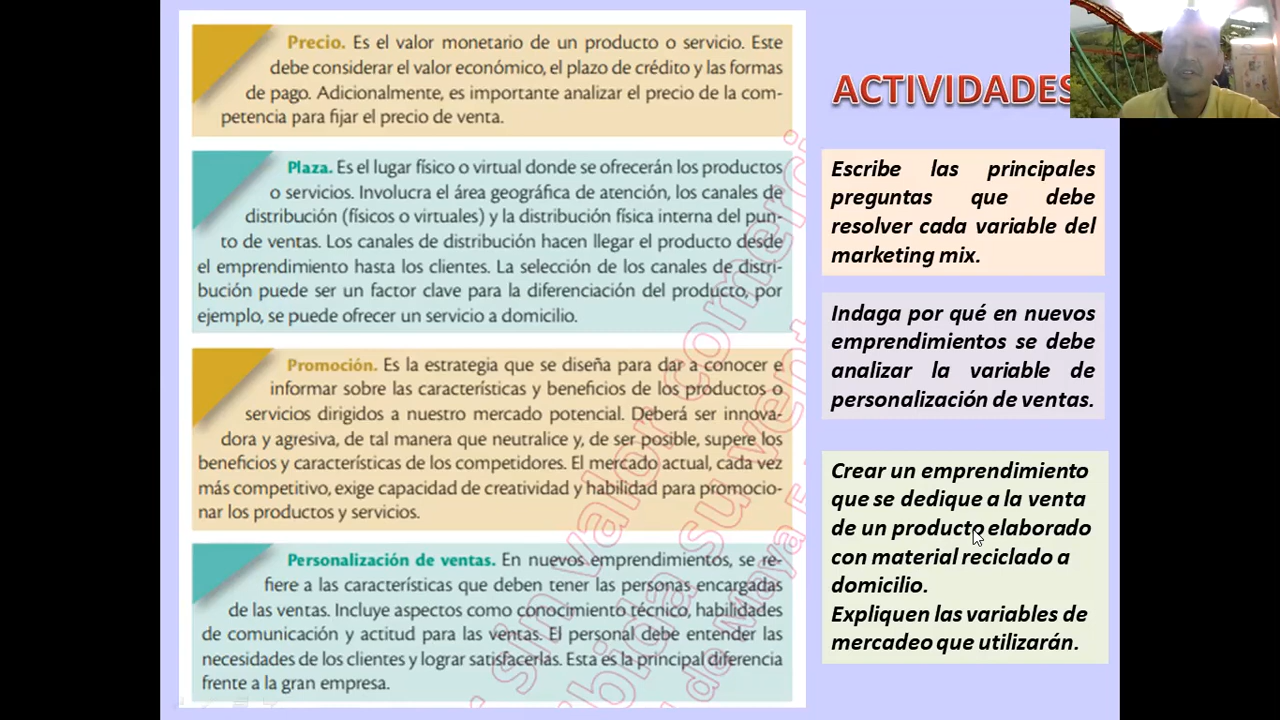 Precio. Es el valor monetario de un producto o servicio. Este
debe considerar el valor económico, el plazo de crédito y las formas
de pago. Adicionalmente, es importante analizar el precio de la com-
petencia para fijar el precio de venta.
Plaza. Es el lugar físico o virtual donde se ofrecerán los productos
o servicios. Involucra el área geográfica de atención, los canales de
distribución (físicos o virtuales) y la distribución física interna del pun-
to de ventas. Los canales de distribución hacen llegar el producto desde
el emprendimiento hasta los clientes. La selección de los canales de distri-
bución puede ser un factor clave para la diferenciación del producto, por
ejemplo, se puede ofrecer un servicio a domicilio.
Promoción. Es la estrategia que se diseña para dar a conocer e
informar sobre las características y beneficios de los productos o
servicios dirigidos a nuestro mercado potencial. Deberá ser innova-
dora y agresiva, de tal manera que neutralice y, de ser posible, supere los
beneficios y características de los competidores. El mercado actual, cada vez
más competitivo, exige capacidad de creatividad y habilidad para promocio-
nar los productos y servicios.
Personalización de ventas. En nuevos emprendimientos, se re-
fiere a las características que deben tener las personas encargadas
de las ventas. Incluye aspectos como conocimiento técnico, habilidades
de comunicación y actitud para las ventas. El personal debe entender las
necesidades de los clientes y lograr satisfacerlas. Esta es la principal diferencia
frente a la gran empresa.
ACTIVIDADES
Escribe las principales
preguntas que debe
resolver cada variable del
marketing mix.
Indaga por qué en nuevos
emprendimientos se debe
analizar la variable de
personalización de ventas.
Crear un emprendimiento
que se dedique a la venta
de un producto elaborado
con material reciclado a
domicilio.
Expliquen las variables de
mercadeo que utilizarán.
sin valor comerci
su vent
de Maya